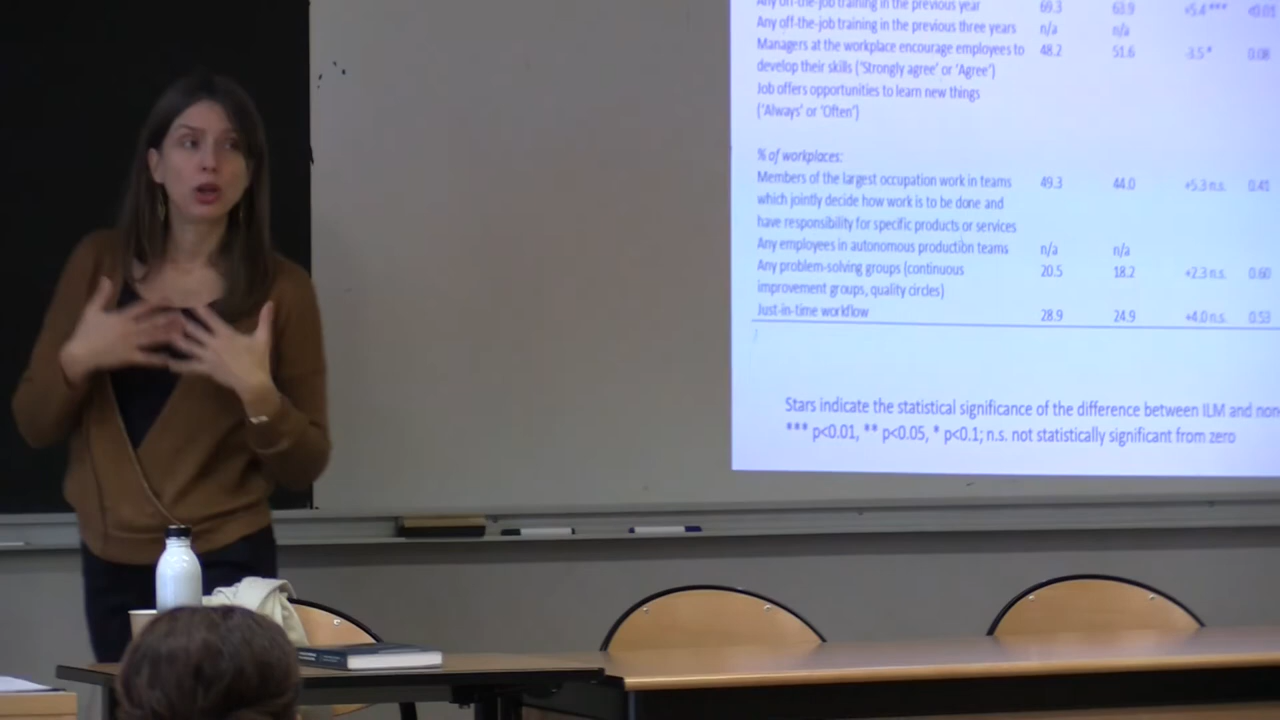 Any off-the-job training in the previous year 69.3 63.9 +5.4 *** <0.01
Any off-the-job training in the previous three years n/a n/a
Managers at the workplace encourage employees to 48.2 51.6 -3.5 * 0.08
develop their skills ('Strongly agree' or 'Agree')
Job offers opportunities to learn new things
('Always' or 'Often')
% of workplaces:
Members of the largest occupation work in teams 49.3 44.0 +5.3 n.s. 0.41
which jointly decide how work is to be done and
have responsibility for specific products or services
Any employees in autonomous production teams n/a n/a
Any problem-solving groups (continuous 20.5 18.2 +2.3 n.s. 0.60
improvement groups, quality circles)
Just-in-time workflow 28.9 24.9 +4.0 n.s. 0.53
Stars indicate the statistical significance of the difference between ILM and non-
*** p<0.01, ** p<0.05, * p<0.1; n.s. not statistically significant from zero